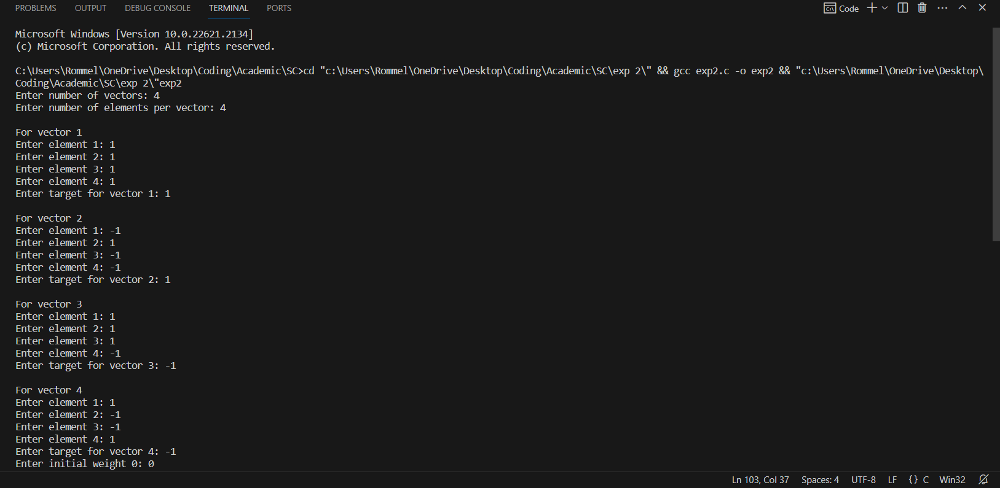 PROBLEMS OUTPUT DEBUG CONSOLE TERMINAL PORTS Code
Microsoft Windows [Version 10.0.22621.2134]
(c) Microsoft Corporation. All rights reserved.
C:\Users\Rommel\OneDrive\Desktop\Coding\Academic\SC>cd "c:\Users\Rommel\OneDrive\Desktop\Coding\Academic\SC\exp 2\" && gcc exp2.c -o exp2 && "c:\Users\Rommel\OneDrive\Desktop\
Coding\Academic\SC\exp 2\"exp2
Enter number of vectors: 4
Enter number of elements per vector: 4
For vector 1
Enter element 1: 1
Enter element 2: 1
Enter element 3: 1
Enter element 4: 1
Enter target for vector 1: 1
For vector 2
Enter element 1: -1
Enter element 2: 1
Enter element 3: -1
Enter element 4: -1
Enter target for vector 2: 1
For vector 3
Enter element 1: 1
Enter element 2: 1
Enter element 3: 1
Enter element 4: -1
Enter target for vector 3: -1
For vector 4
Enter element 1: 1
Enter element 2: -1
Enter element 3: -1
Enter element 4: 1
Enter target for vector 4: -1
Enter initial weight 0: 0
Ln 103, Col 37 Spaces: 4 UTF-8 LF {} C Win32